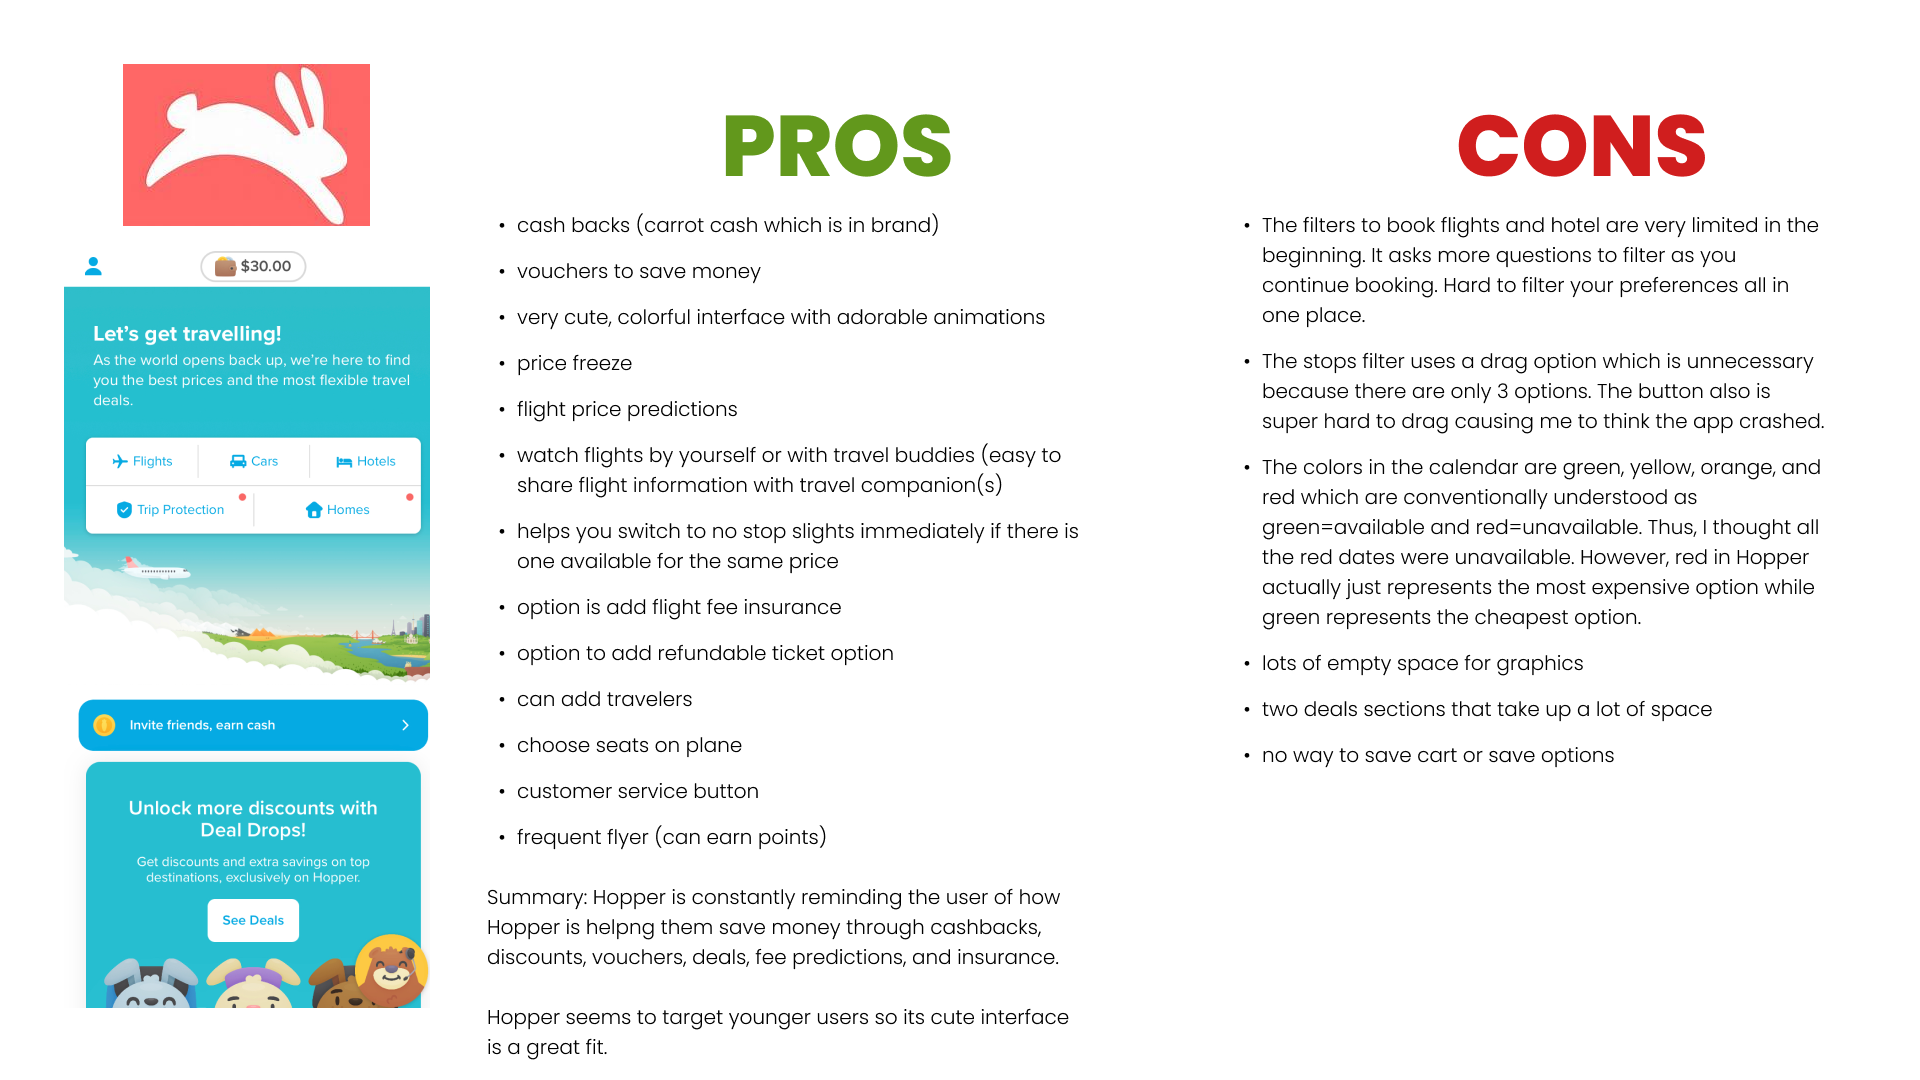 $30.00
Let's get travelling!
As the world opens back up, we're here to find
you the best prices and the most flexible travel
deals.
Flights
Cars
Hotels
Trip Protection
Homes
Invite friends, earn cash
Unlock more discounts with
Deal Drops!
Get discounts and extra savings on top
destinations, exclusively on Hopper.
See Deals
PROS
• cash backs (carrot cash which is in brand)
• vouchers to save money
• very cute, colorful interface with adorable animations
• price freeze
• flight price predictions
• watch flights by yourself or with travel buddies (easy to
share flight information with travel companion(s)
• helps you switch to no stop slights immediately if there is
one available for the same price
• option is add flight fee insurance
• option to add refundable ticket option
• can add travelers
• choose seats on plane
• customer service button
• frequent flyer (can earn points)
Summary: Hopper is constantly reminding the user of how
Hopper is helpng them save money through cashbacks,
discounts, vouchers, deals, fee predictions, and insurance.
Hopper seems to target younger users so its cute interface
is a great fit.
CONS
• The filters to book flights and hotel are very limited in the
beginning. It asks more questions to filter as you
continue booking. Hard to filter your preferences all in
one place.
• The stops filter uses a drag option which is unnecessary
because there are only 3 options. The button also is
super hard to drag causing me to think the app crashed.
• The colors in the calendar are green, yellow, orange, and
red which are conventionally understood as
green=available and red=unavailable. Thus, I thought all
the red dates were unavailable. However, red in Hopper
actually just represents the most expensive option while
green represents the cheapest option.
• lots of empty space for graphics
• two deals sections that take up a lot of space
• no way to save cart or save options